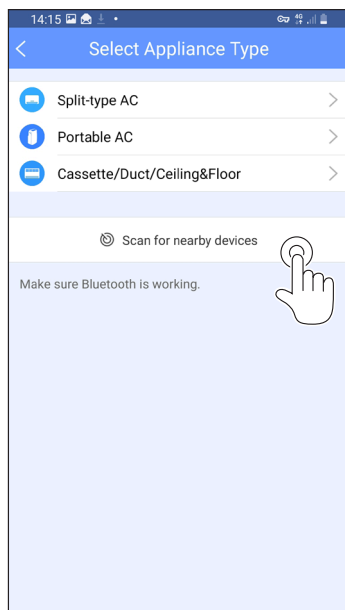 14:15
4G
Select Appliance Type
Split-type AC
Portable AC
Cassette/Duct/Ceiling&Floor
Scan for nearby devices
Make sure Bluetooth is working.